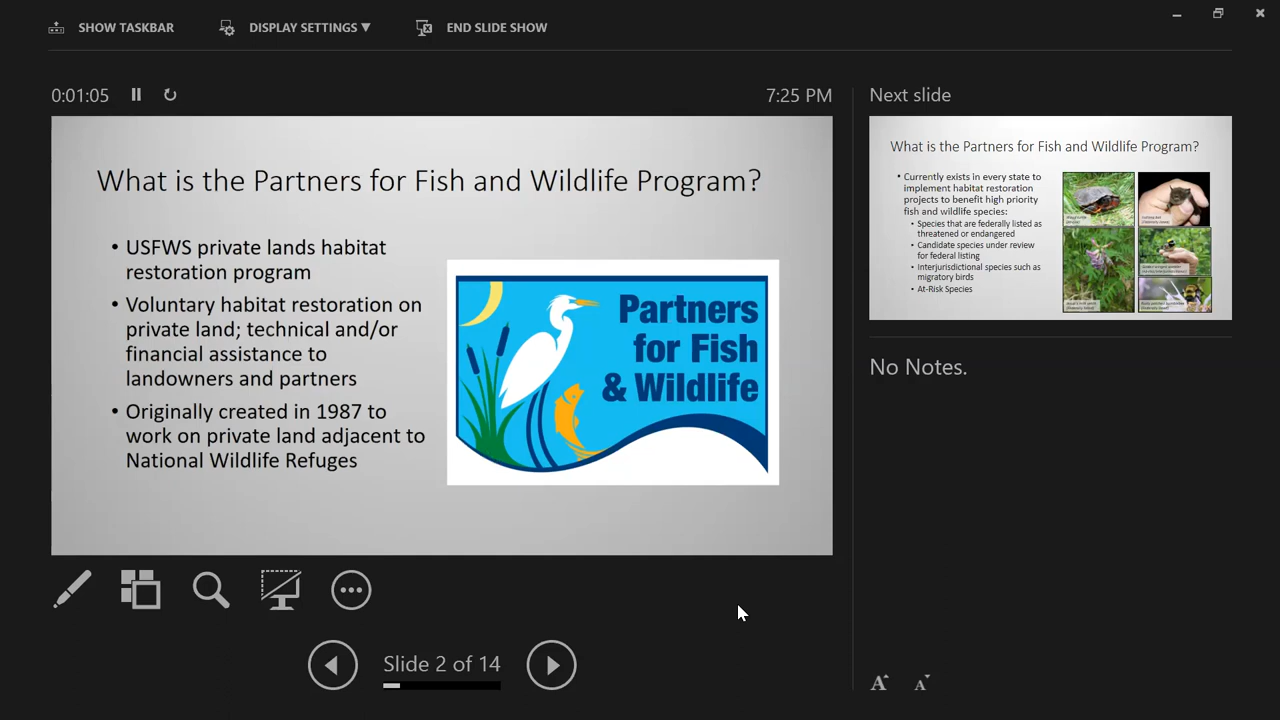 SHOW TASKBAR
DISPLAY SETTINGS ▼
END SLIDE SHOW
0:01:05
7:25 PM
What is the Partners for Fish and Wildlife Program?
• USFWS private lands habitat
restoration program
• Voluntary habitat restoration on
private land; technical and/or
financial assistance to
landowners and partners
• Originally created in 1987 to
work on private land adjacent to
National Wildlife Refuges
Partners
for Fish
& Wildlife
Slide 2 of 14
Next slide
What is the Partners for Fish and Wildlife Program?
• Currently exists in every state to
implement habitat restoration
projects to benefit high priority
fish and wildlife species:
• Species that are federally listed as
threatened or endangered
• Candidate species under review
for federal listing
• Interjurisdictional species such as
migratory birds
• At-Risk Species
No Notes.
A A